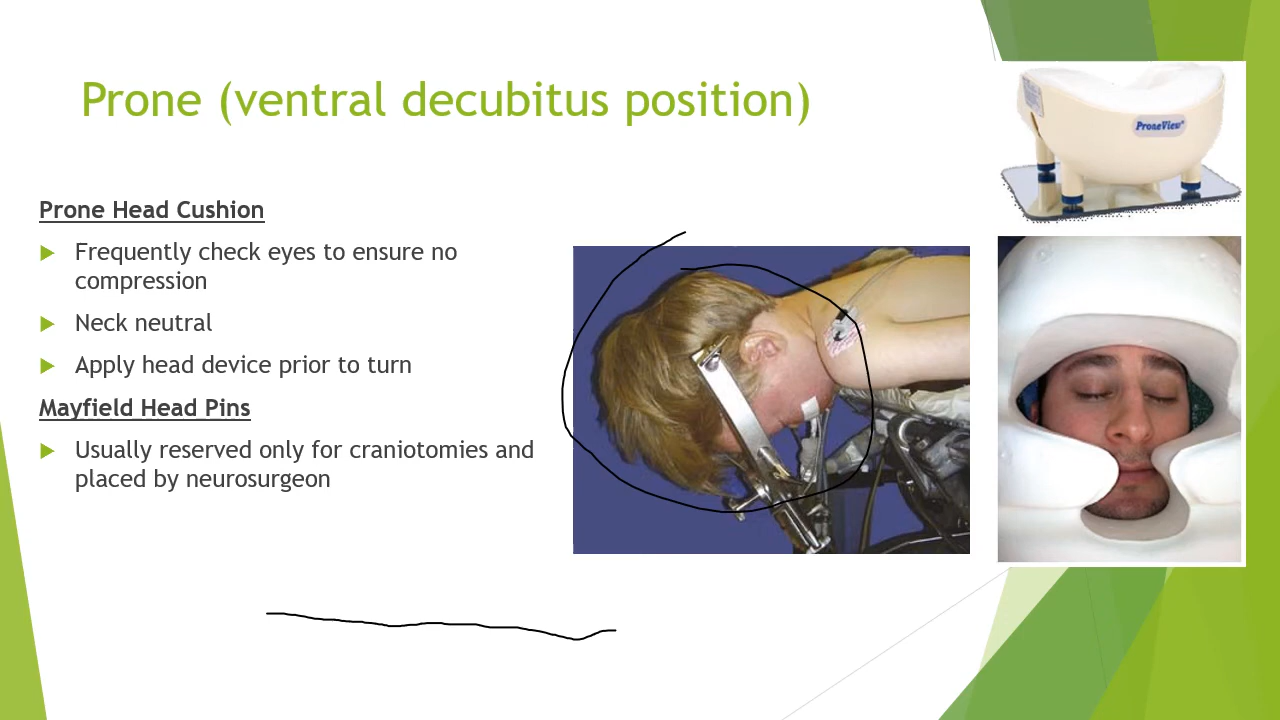 Prone (ventral decubitus position)
Prone Head Cushion
Frequently check eyes to ensure no
compression
Neck neutral
Apply head device prior to turn
Mayfield Head Pins
Usually reserved only for craniotomies and
placed by neurosurgeon
ProneView®